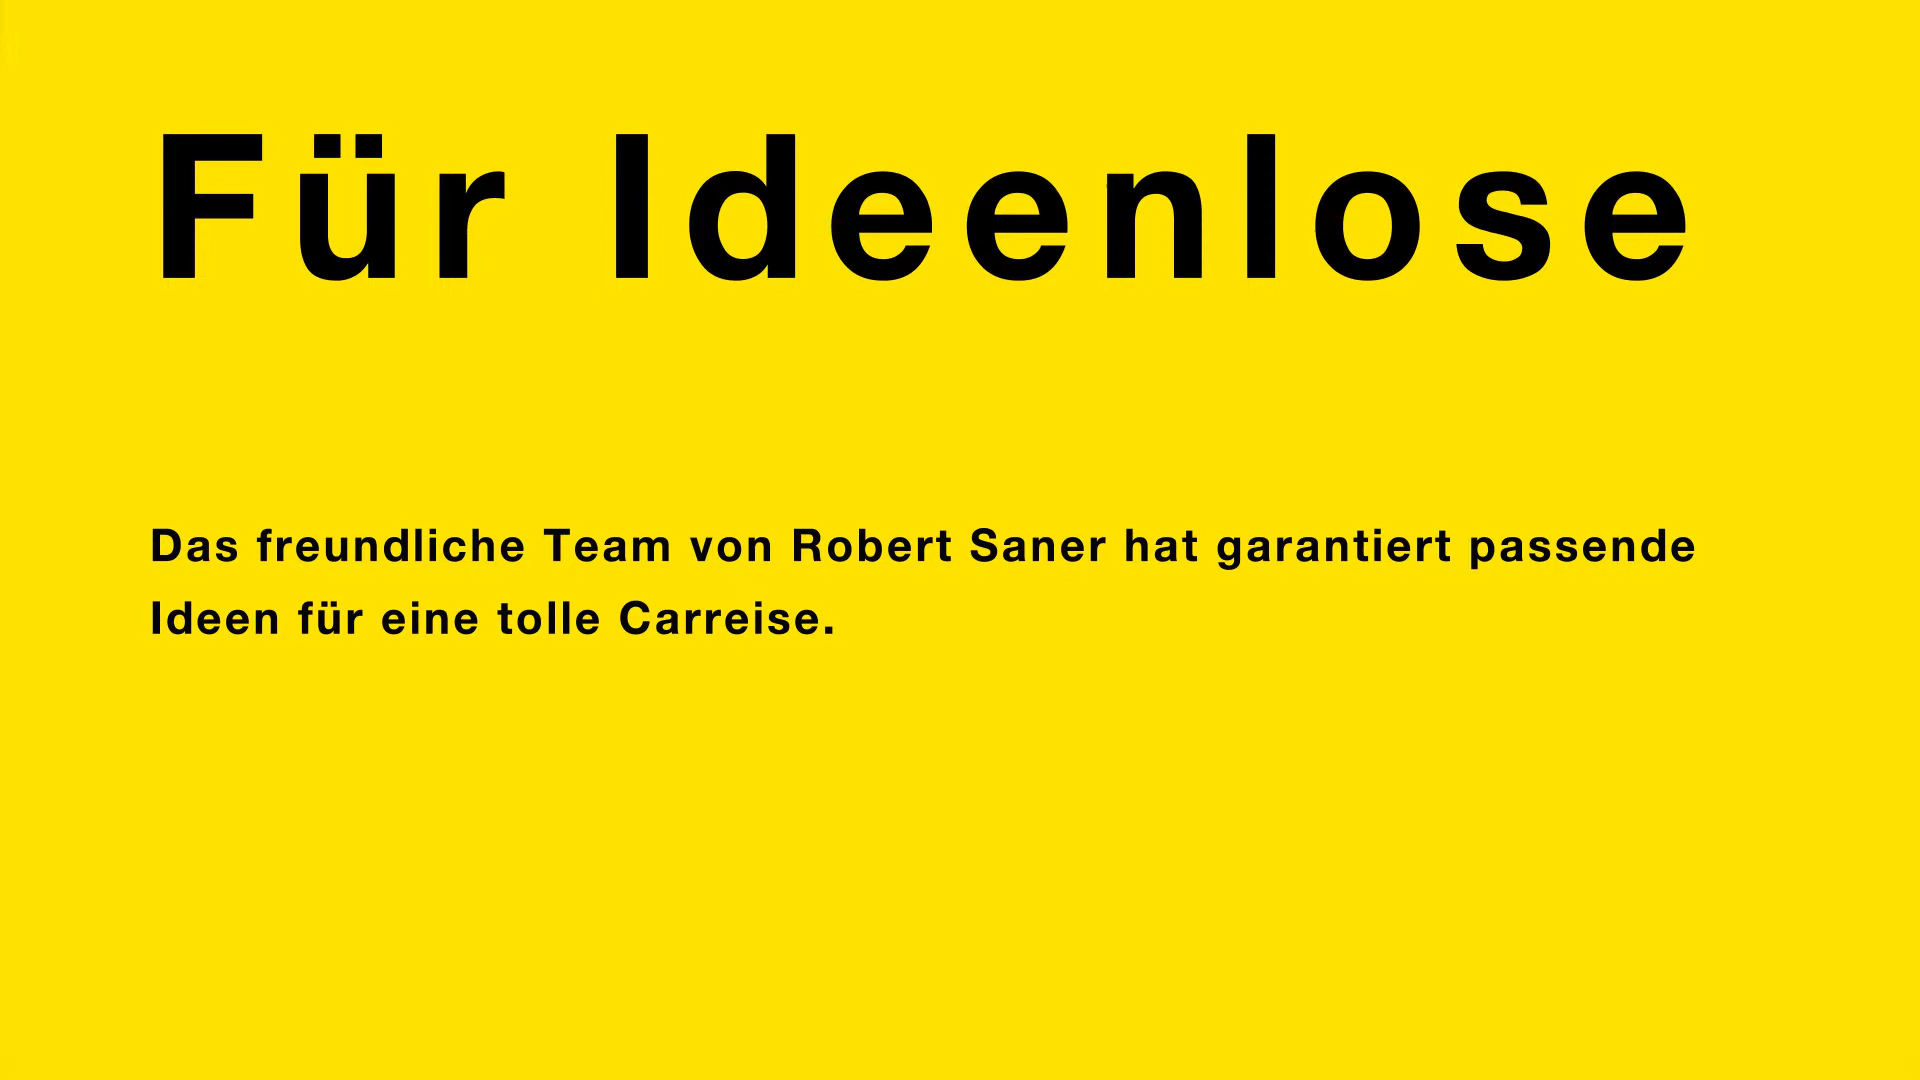 Für Ideenlose
Das freundliche Team von Robert Saner hat garantiert passende
Ideen für eine tolle Carreise.